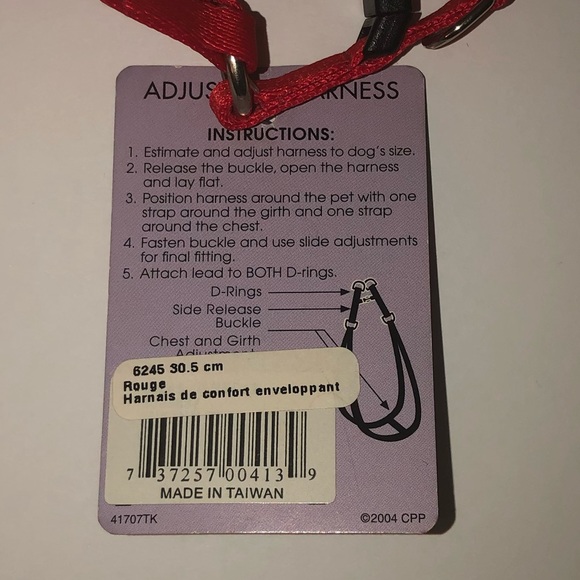 INSTRUCTIONS:
1. Estimate and adjust harness to dog's size.
2. Release the buckle, open the harness
and lay flat.
3. Position harness around the pet with one
strap around the girth and one strap
around the chest.
4. Fasten buckle and use slide adjustments
for final fitting.
5. Attach lead to BOTH D-rings.
D-Rings
Side Release
Buckle
Chest and Girth
Adjustment
6245 30.5 cm
Rouge
Harnais de confort enveloppant
7 37257 00413 9
MADE IN TAIWAN
41707TK
©2004 CPP